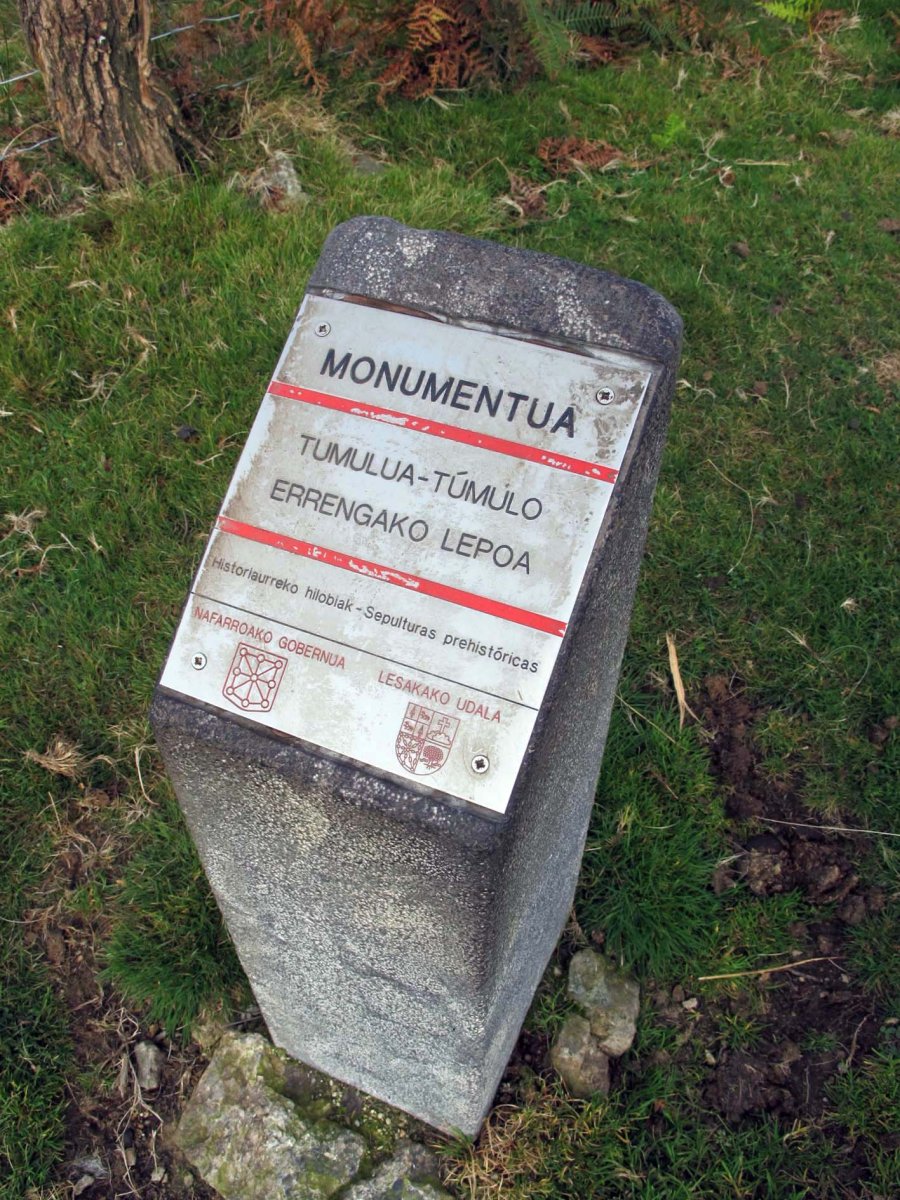 MONUMENTUA
TUMULUA-TÚMULO
ERRENGAKO LEPOA
Historiaurreko hilobiak - Sepulturas prehistóricas
NAFARROAKO GOBERNUA
LESAKAKO UDALA